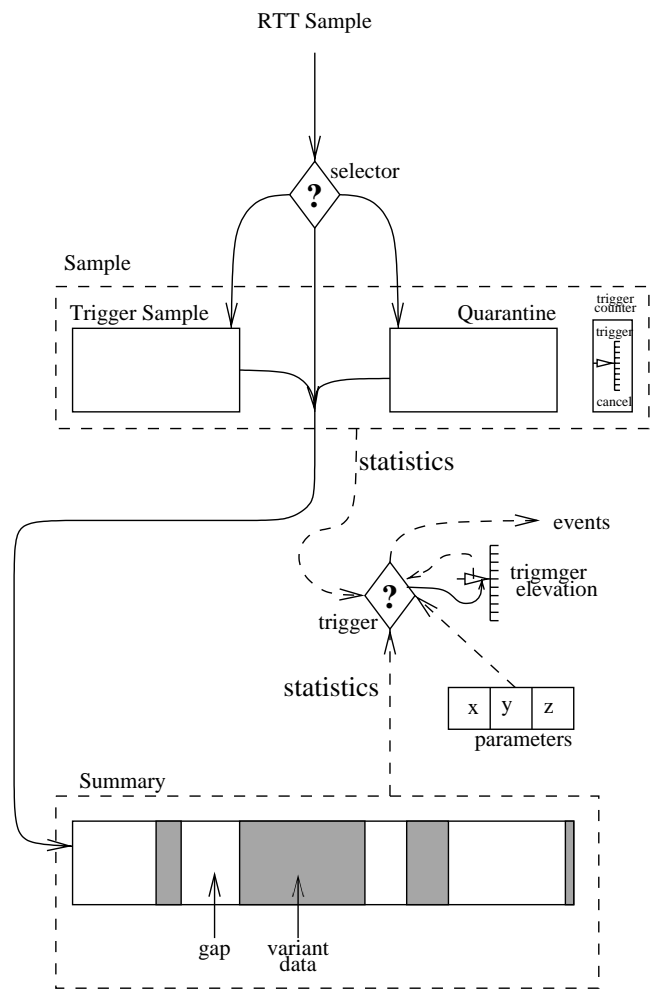 RTT Sample
?
selector
Sample
Trigger Sample
Quarantine
trigger
counter
trigger
cancel
statistics
events
?
trigmger
elevation
trigger
statistics
x
y
z
parameters
Summary
gap
variant
data